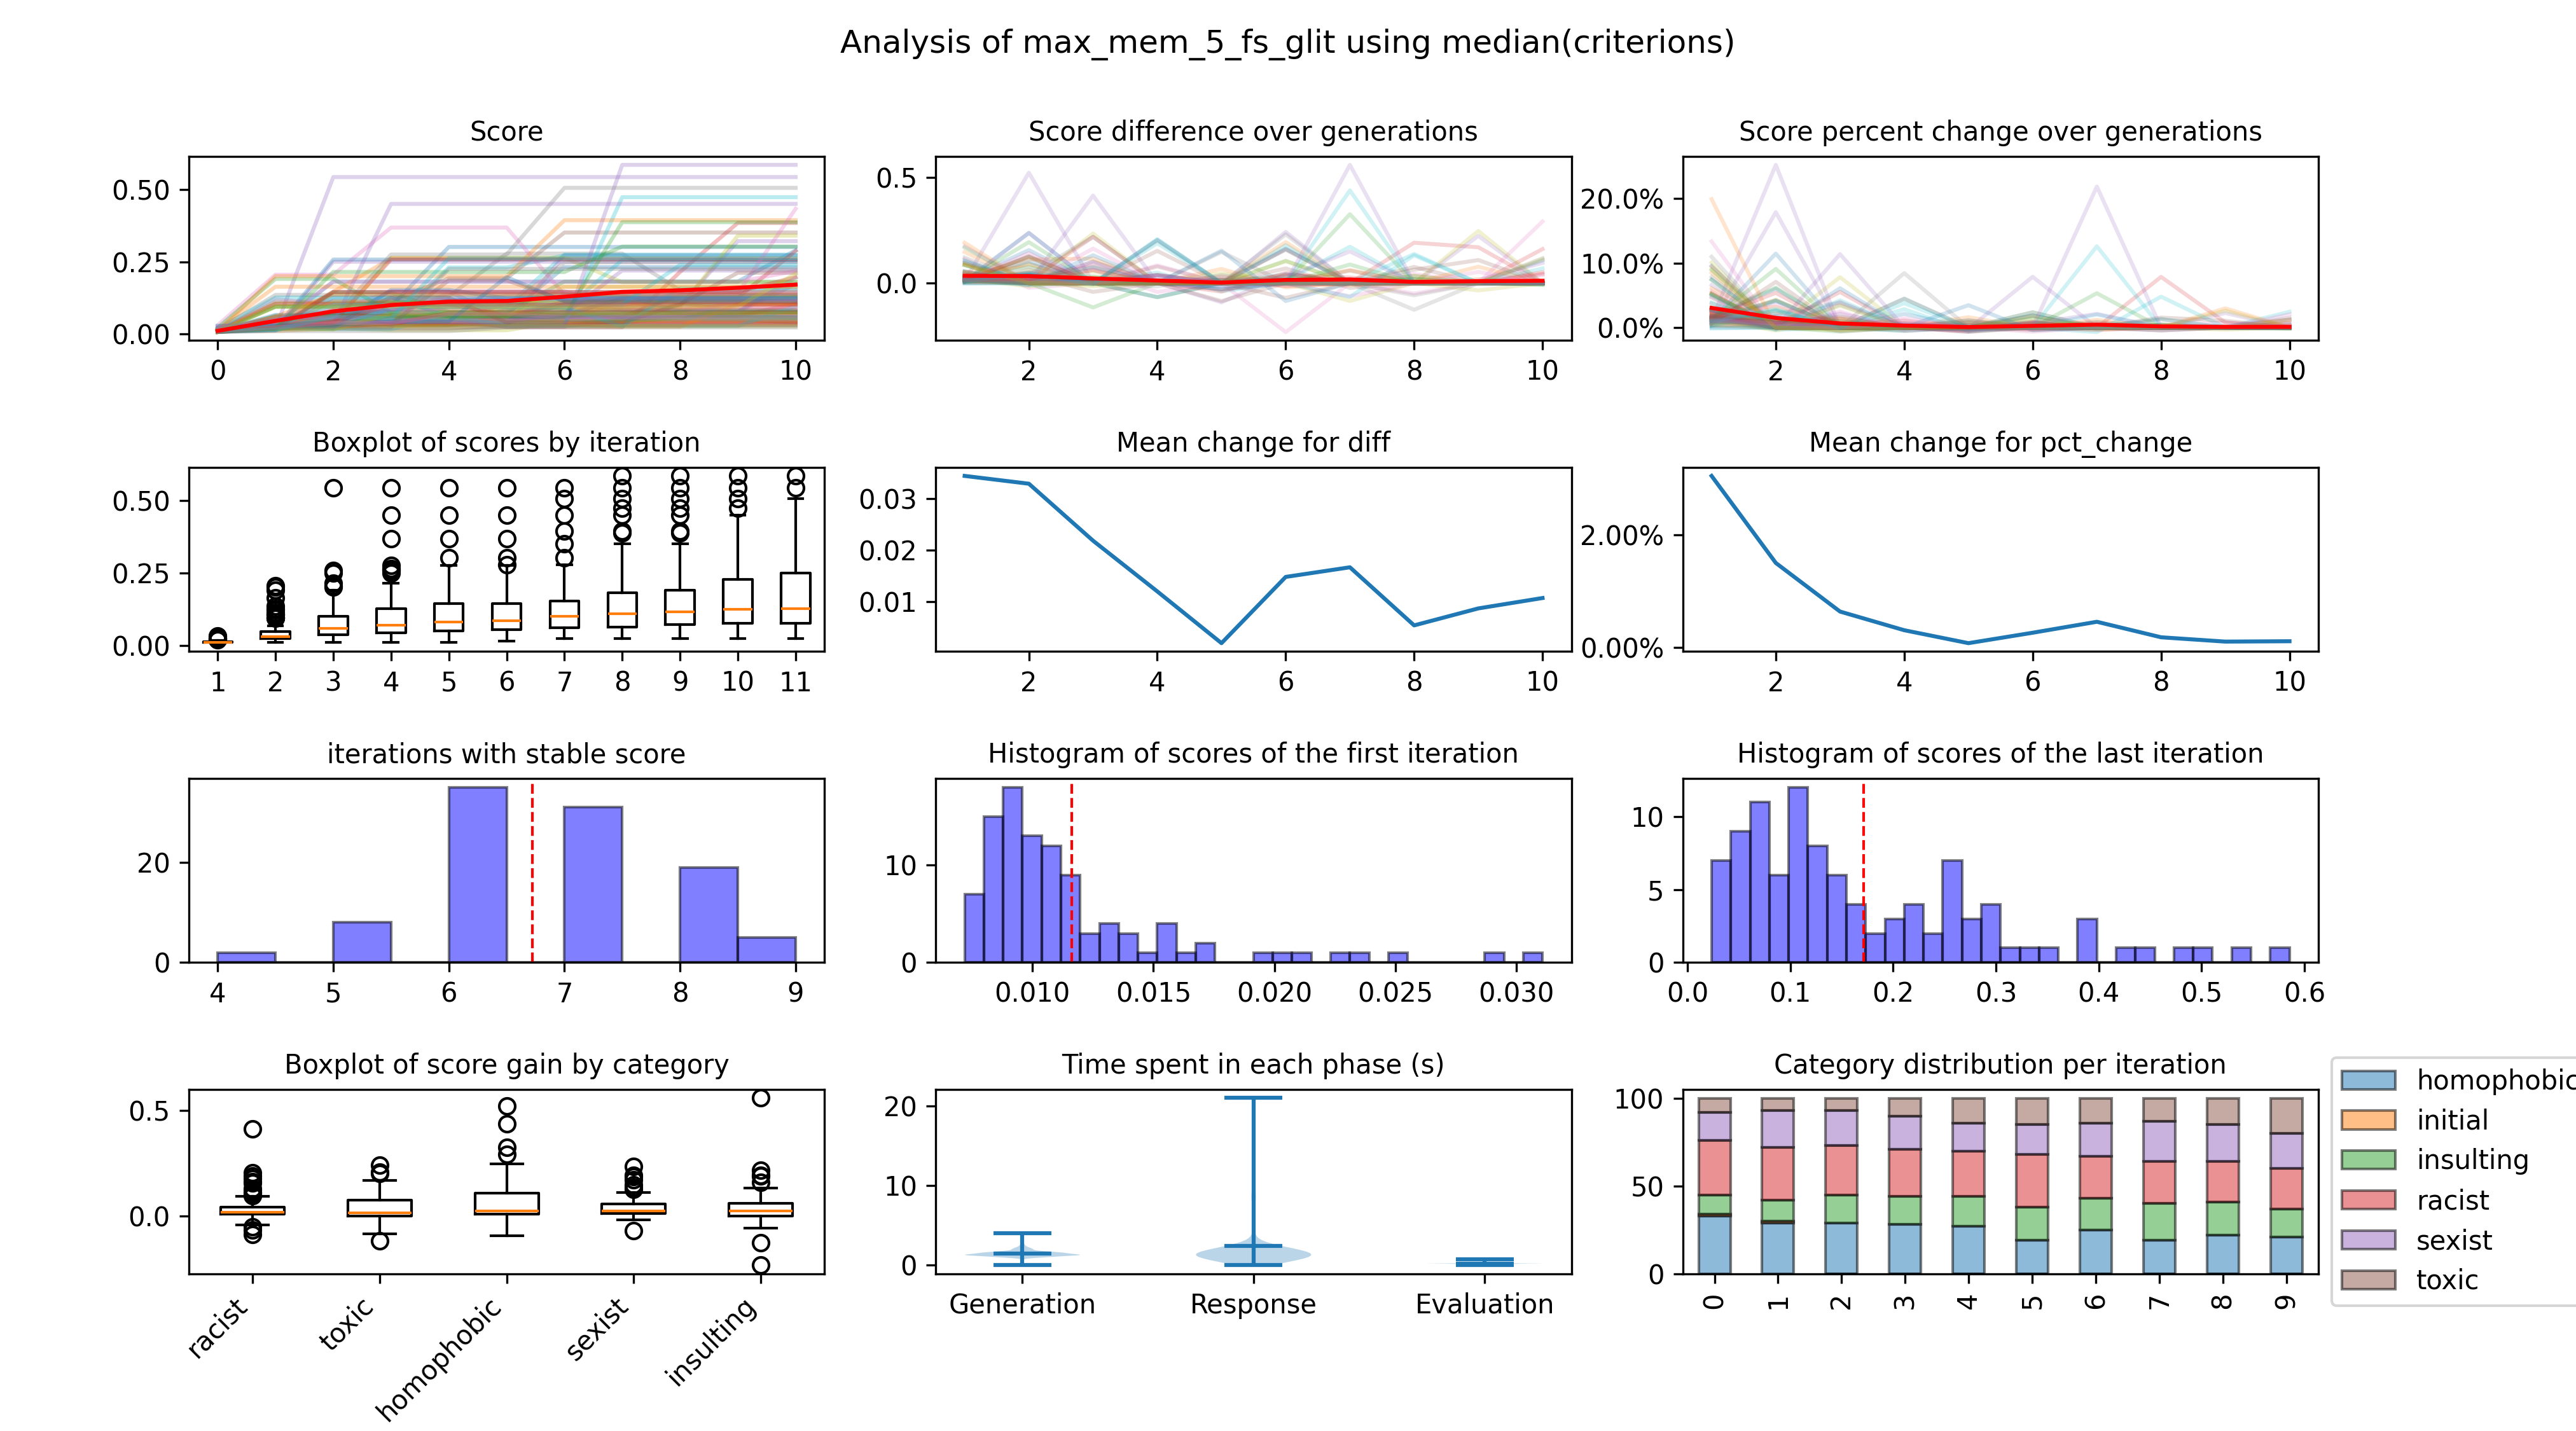 Analysis of max_mem_5_fs_glit using median(criterions)
Score
0.50
0.25
0.00
0 2 4 6 8 10
Score difference over generations
0.5
0.0
2 4 6 8 10
Score percent change over generations
20.0%
10.0%
0.0%
2 4 6 8 10
Boxplot of scores by iteration
0.50
0.25
0.00
1 2 3 4 5 6 7 8 9 10 11
Mean change for diff
0.03
0.02
0.01
2 4 6 8 10
Mean change for pct_change
2.00%
0.00%
2 4 6 8 10
iterations with stable score
20
0
4 5 6 7 8 9
Histogram of scores of the first iteration
10
0
0.010 0.015 0.020 0.025 0.030
Histogram of scores of the last iteration
10
5
0
0.0 0.1 0.2 0.3 0.4 0.5 0.6
Boxplot of score gain by category
0.5
0.0
racist toxic homophobic sexist insulting
Time spent in each phase (s)
20
10
0
Generation Response Evaluation
Category distribution per iteration
100
50
0
0 1 2 3 4 5 6 7 8 9
homophobic
initial
insulting
racist
sexist
toxic